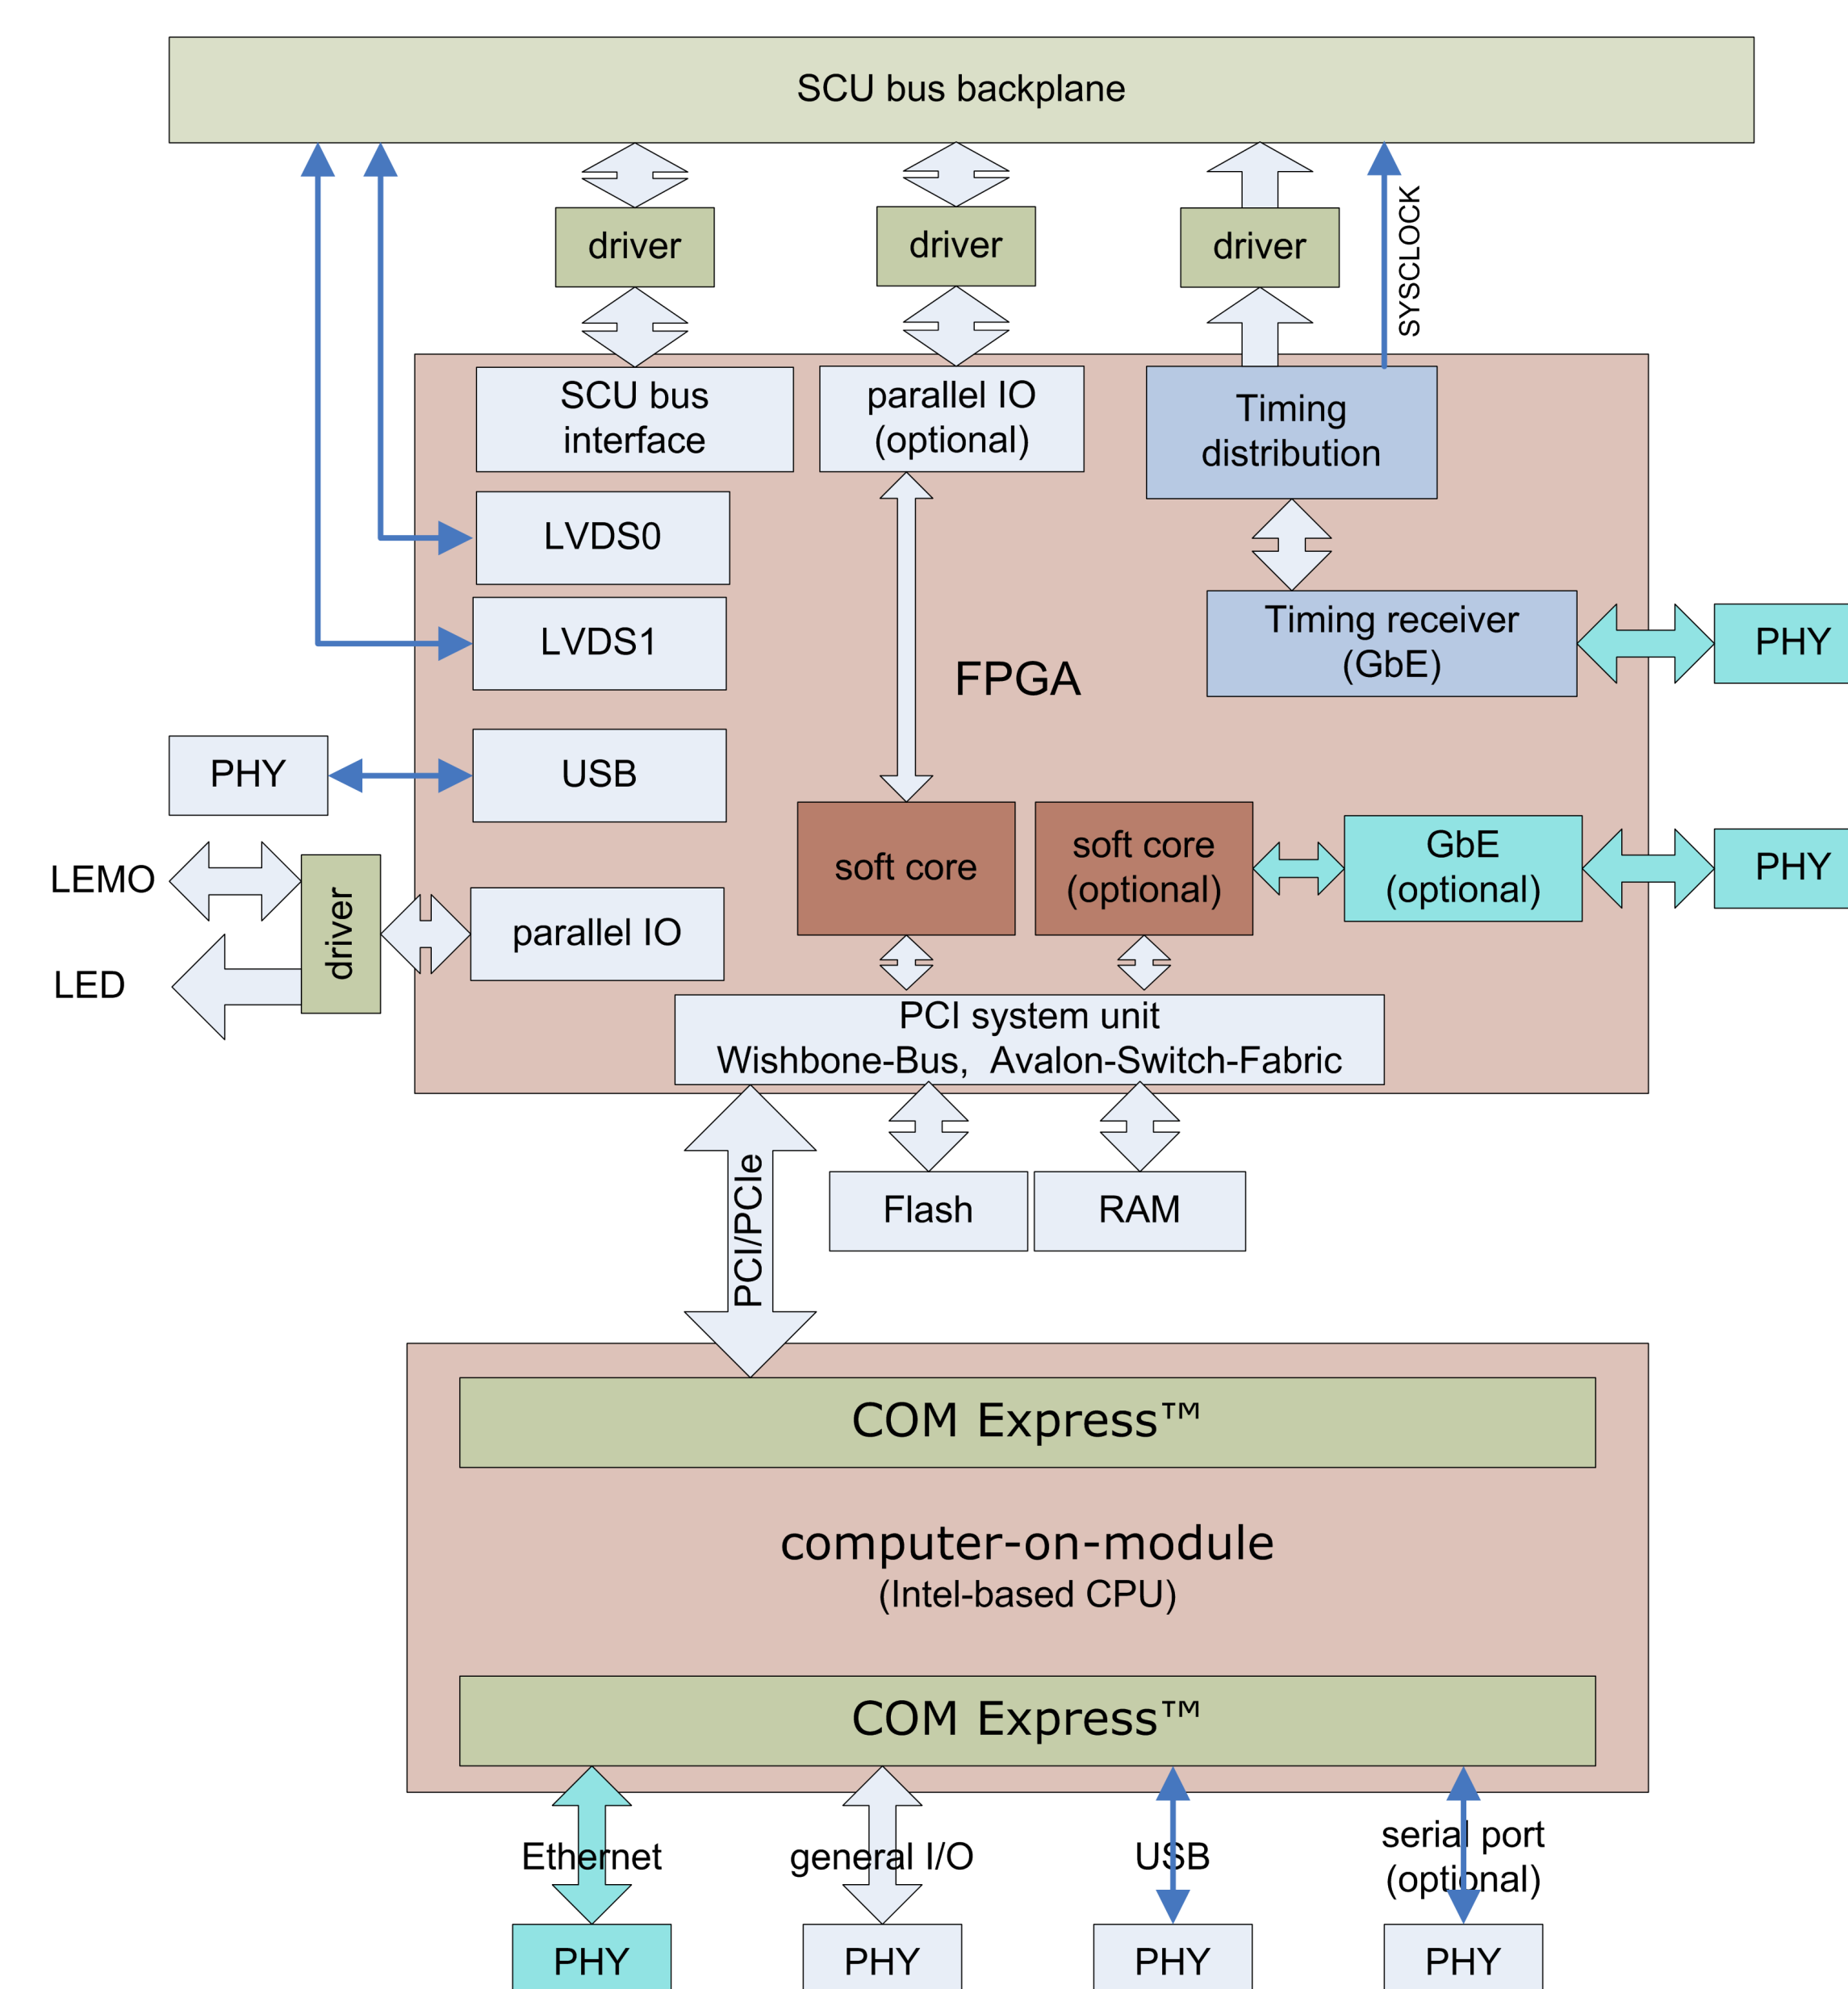 SCU bus backplane
driver
driver
driver
SYSCLOCK
SCU bus
interface
parallel IO
(optional)
Timing
distribution
LVDS0
LVDS1
Timing receiver
(GbE)
PHY
FPGA
PHY
USB
soft core
soft core
(optional)
GbE
(optional)
PHY
LEMO
LED
driver
parallel IO
PCI system unit
Wishbone-Bus, Avalon-Switch-Fabric
PCI/PCIe
Flash
RAM
COM Express™
computer-on-module
(Intel-based CPU)
COM Express™
Ethernet
general I/O
USB
serial port
(optional)
PHY
PHY
PHY
PHY